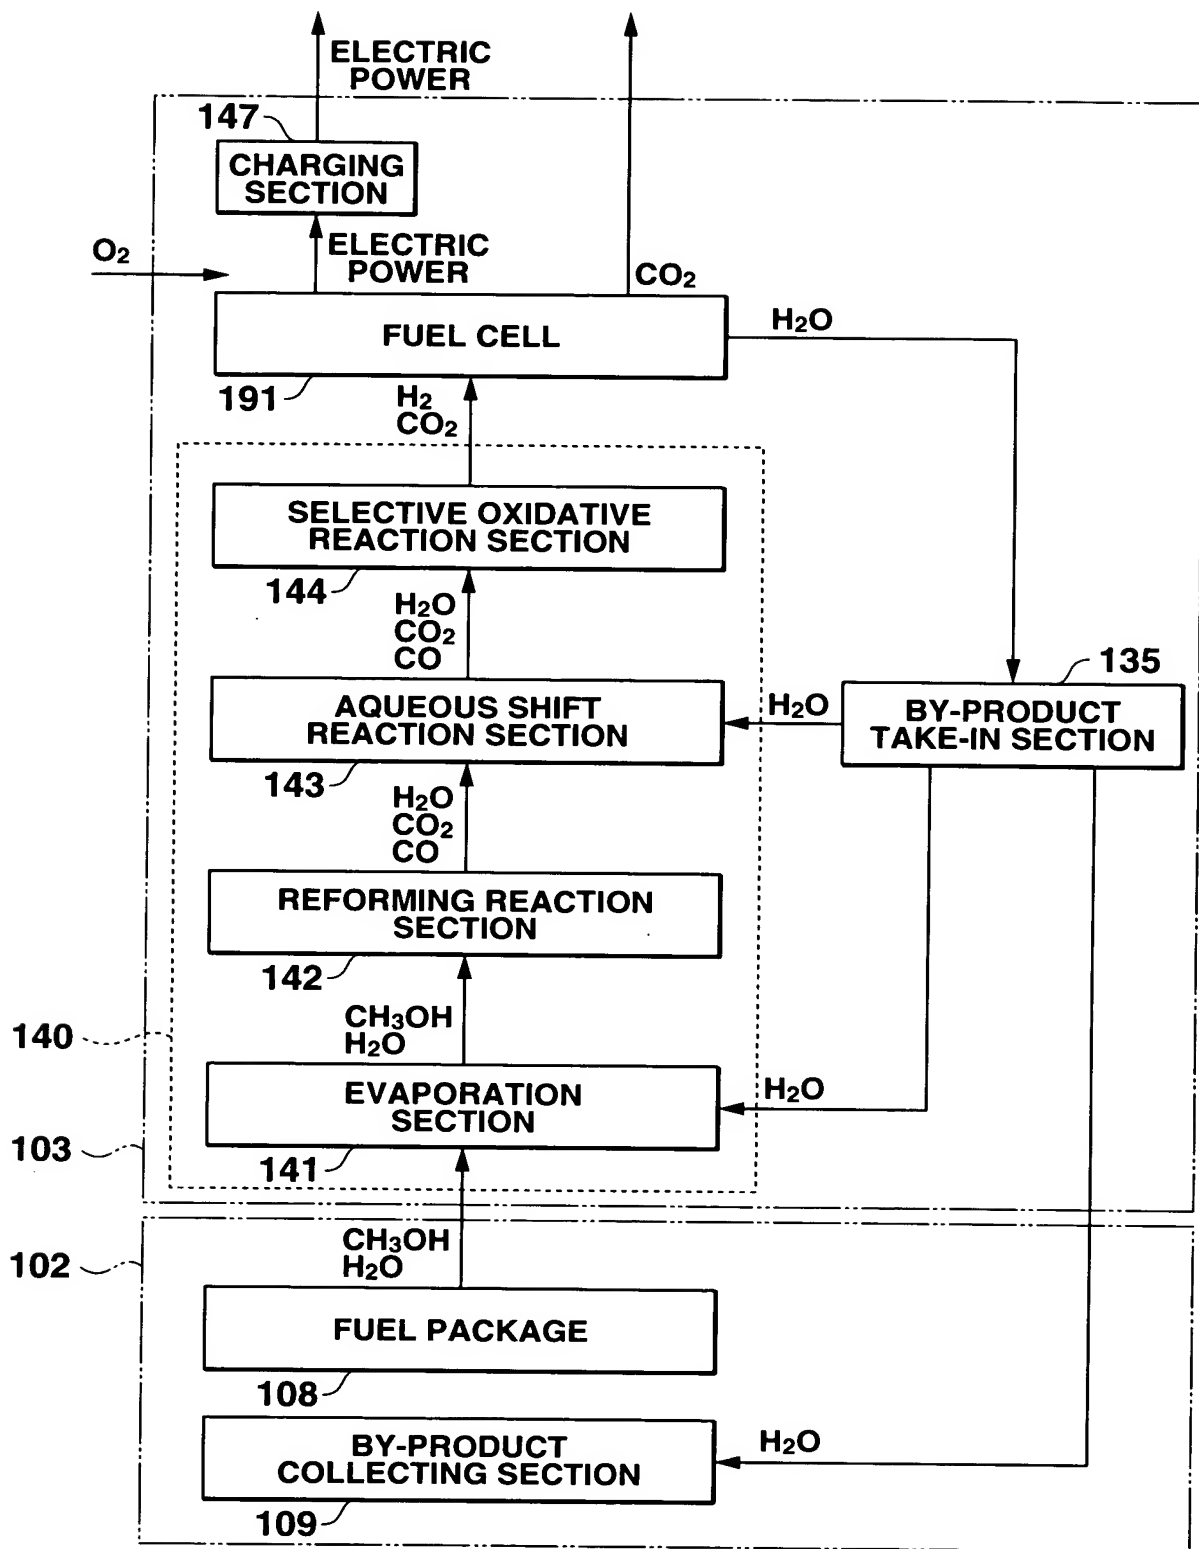 ELECTRIC
POWER
147
CHARGING
SECTION
O2
ELECTRIC
POWER
CO2
FUEL CELL
H2O
191
H2
CO2
SELECTIVE OXIDATIVE
REACTION SECTION
144
H2O
CO2
CO
135
AQUEOUS SHIFT
REACTION SECTION
H2O
BY-PRODUCT
TAKE-IN SECTION
143
H2O
CO2
CO
REFORMING REACTION
SECTION
142
CH3OH
H2O
140
EVAPORATION
SECTION
H2O
103
141
CH3OH
H2O
102
FUEL PACKAGE
108
BY-PRODUCT
COLLECTING SECTION
H2O
109